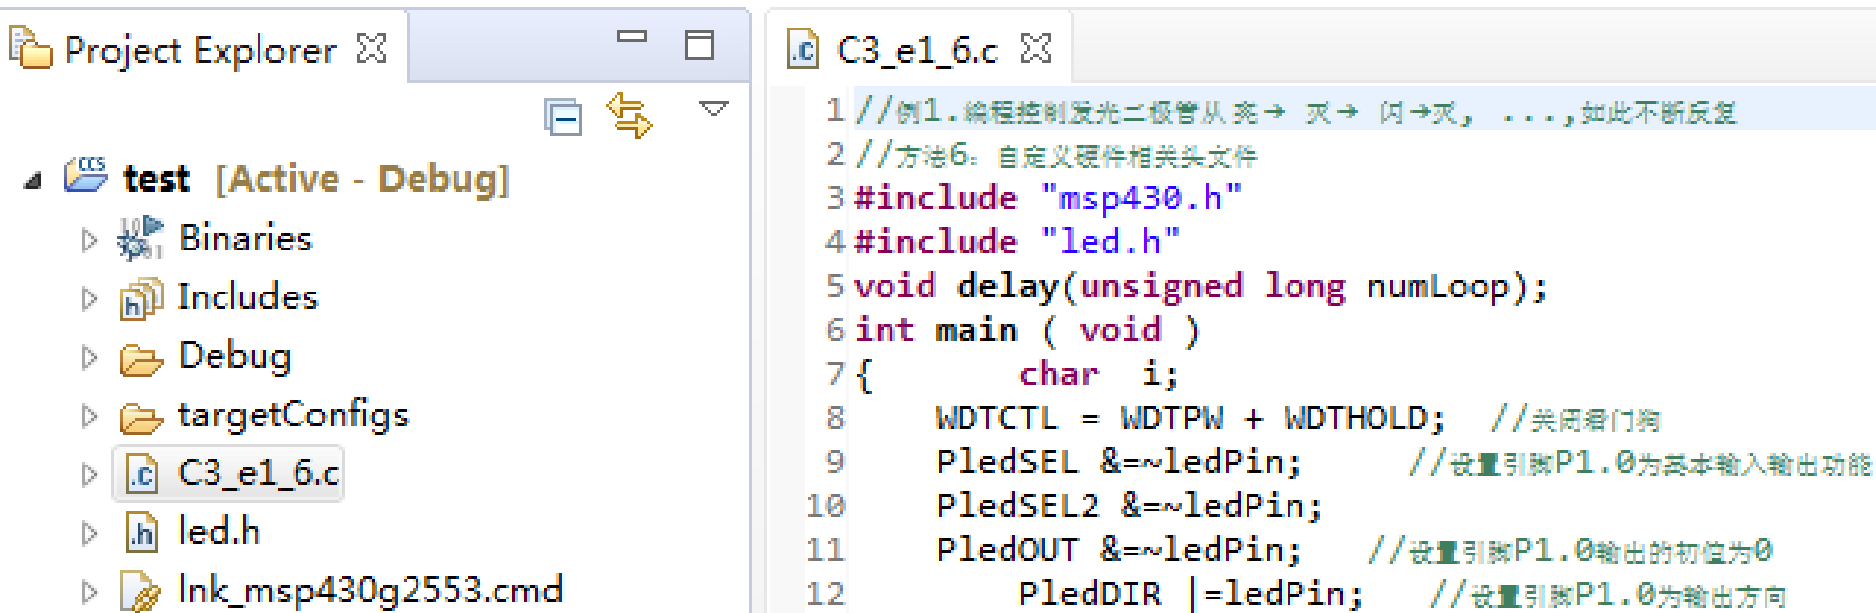 Project Explorer
test [Active - Debug]
Binaries
Includes
Debug
targetConfigs
C3_e1_6.c
led.h
lnk_msp430g2553.cmd
C3_e1_6.c
1 //例1.编程控制发光二极管从 亮→ 灭→ 闪→灭, ...,如此不断反复
2 //方法6: 自定义硬件相关头文件
3 #include "msp430.h"
4 #include "led.h"
5 void delay(unsigned long numLoop);
6 int main ( void )
7 { char i;
8 WDTCTL = WDTPW + WDTHOLD; //关闭看门狗
9 PledSEL &=~ledPin; //设置引脚P1.0为基本输入输出功能
10 PledSEL2 &=~ledPin;
11 PledOUT &=~ledPin; //设置引脚P1.0输出的初值为0
12 PledDIR |=ledPin; //设置引脚P1.0为输出方向